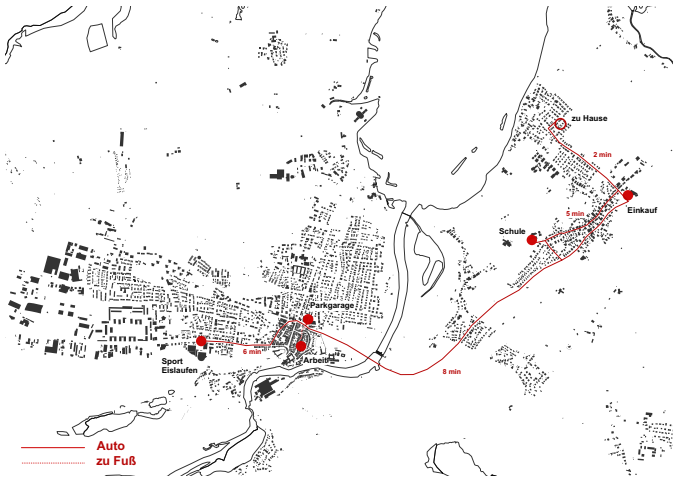 zu Hause
2 min
Einkauf
5 min
Schule
Parkgarage
6 min
Arbeit
Sport
Eislaufen
8 min
Auto
zu Fuß